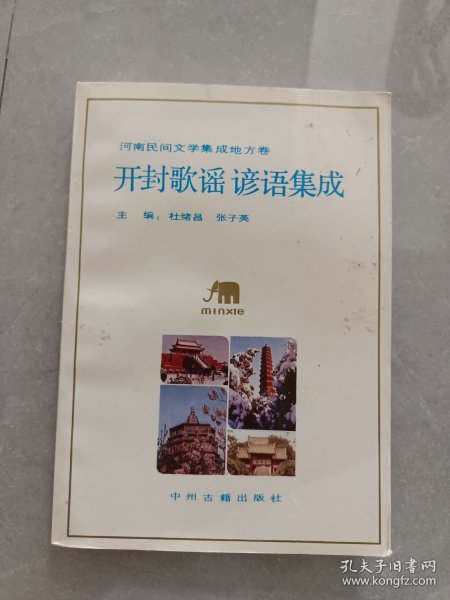 河南民间文学集成地方卷
开封歌谣 谚语集成
主 编：杜绪昌 张子英
minxie
中州古籍出版社
孔夫子旧书网
www.kongfz.com